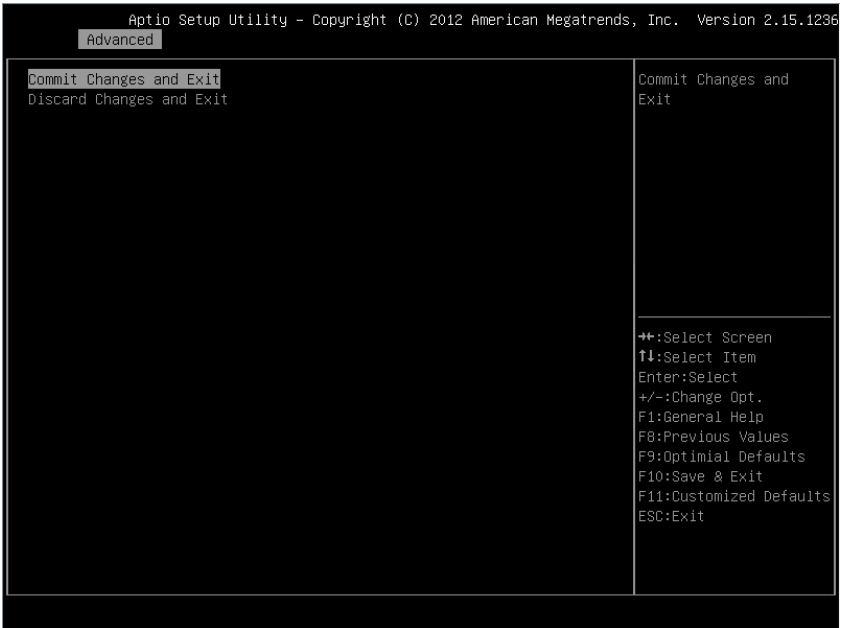 Aptio Setup Utility – Copyright (C) 2012 American Megatrends, Inc. Version 2.15.1236
Advanced
Commit Changes and Exit
Discard Changes and Exit
Commit Changes and
Exit
→←:Select Screen
↑↓:Select Item
Enter:Select
+/-:Change Opt.
F1:General Help
F8:Previous Values
F9:Optimial Defaults
F10:Save & Exit
F11:Customized Defaults
ESC:Exit